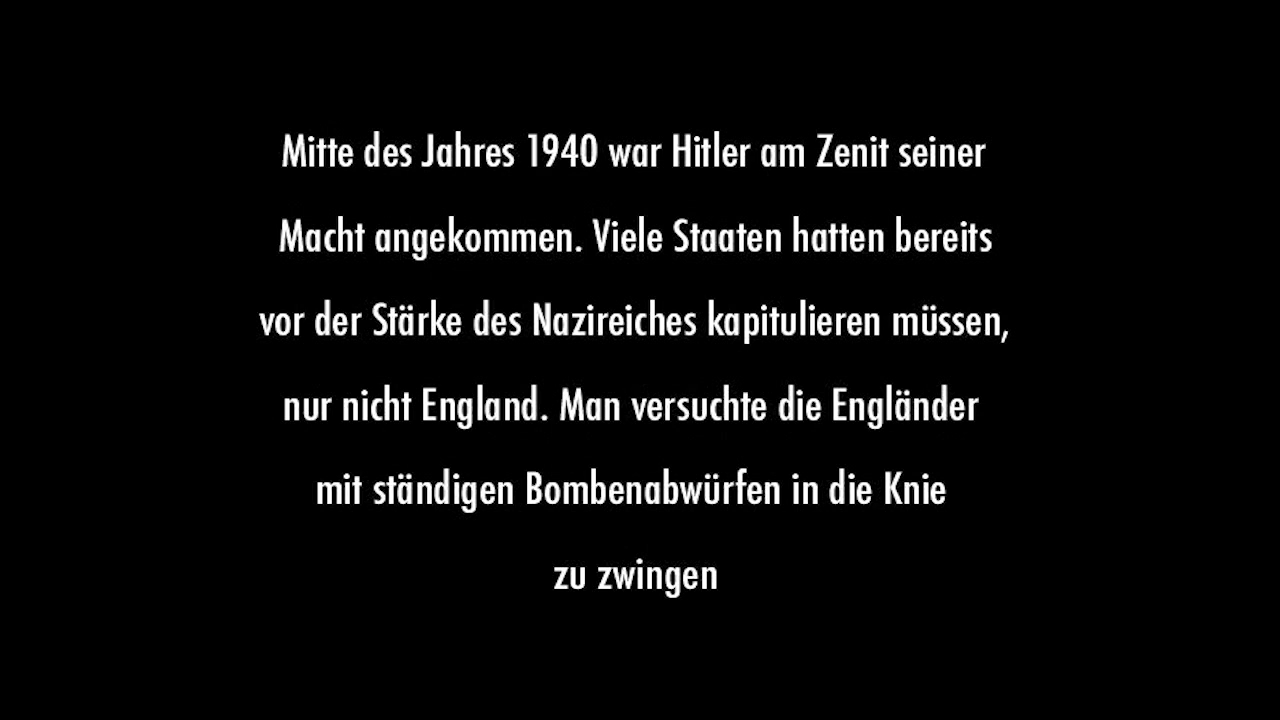 Mitte des Jahres 1940 war Hitler am Zenit seiner
Macht angekommen. Viele Staaten hatten bereits
vor der Stärke des Nazireiches kapitulieren müssen,
nur nicht England. Man versuchte die Engländer
mit ständigen Bombenabwürfen in die Knie
zu zwingen